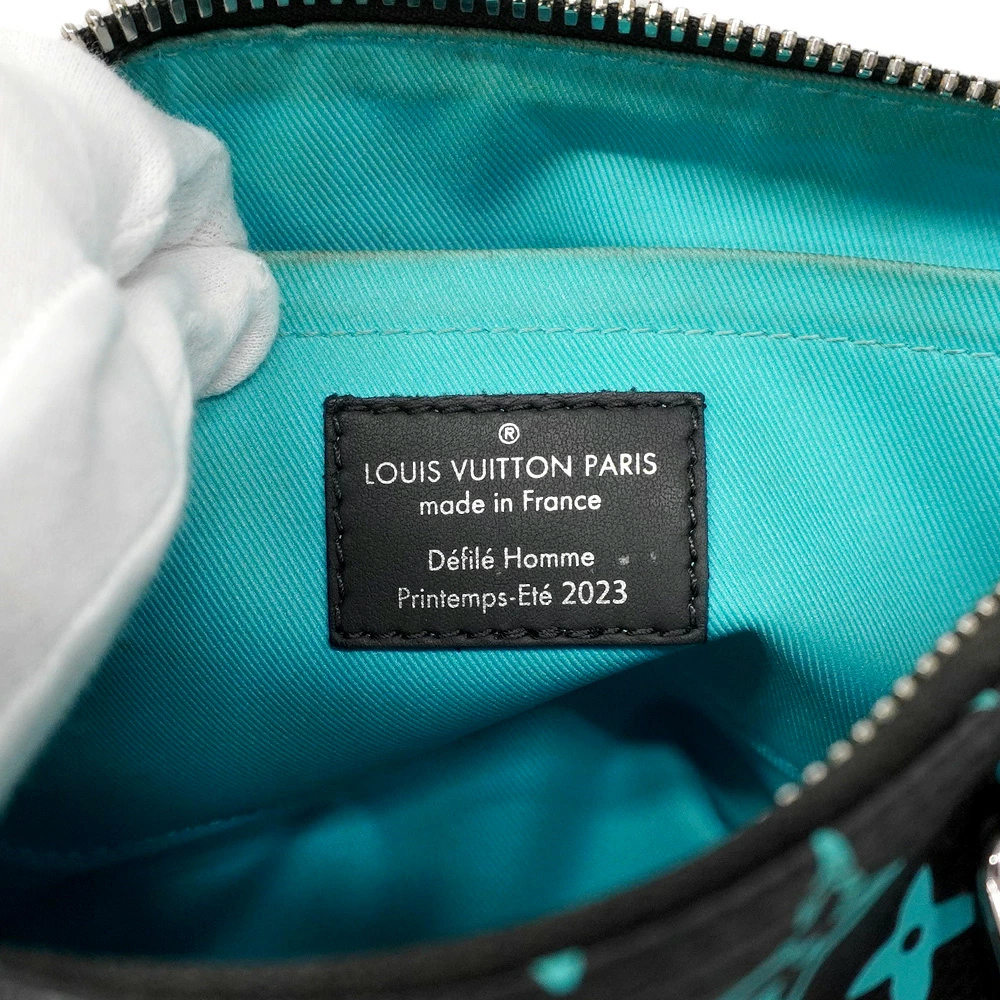 ®
LOUIS VUITTON PARIS
made in France
Défilé Homme
Printemps-Eté 2023